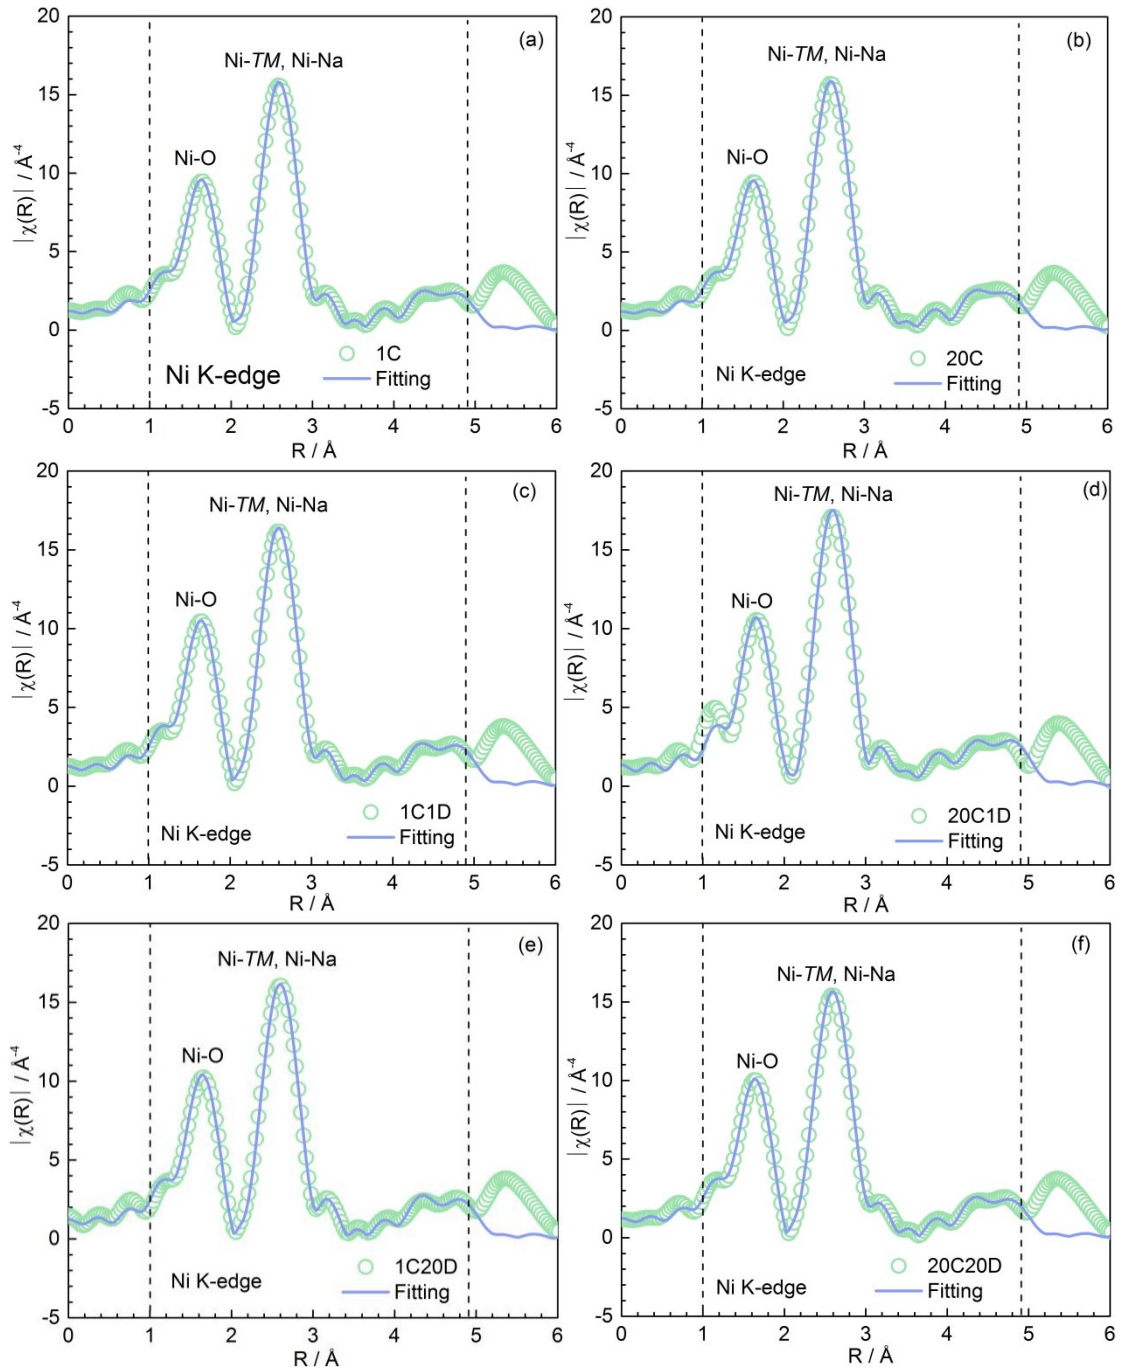 (a)
Ni-TM, Ni-Na
Ni-O
|χ(R)| / Å-4
20
15
10
5
0
-5
1C
Fitting
Ni K-edge
0 1 2 3 4 5 6
R / Å
(b)
Ni-TM, Ni-Na
Ni-O
|χ(R)| / Å-4
20
15
10
5
0
-5
20C
Fitting
Ni K-edge
0 1 2 3 4 5 6
R / Å
(c)
Ni-TM, Ni-Na
Ni-O
|χ(R)| / Å-4
20
15
10
5
0
-5
1C1D
Fitting
Ni K-edge
0 1 2 3 4 5 6
R / Å
(d)
Ni-TM, Ni-Na
Ni-O
|χ(R)| / Å-4
20
15
10
5
0
-5
20C1D
Fitting
Ni K-edge
0 1 2 3 4 5 6
R / Å
(e)
Ni-TM, Ni-Na
Ni-O
|χ(R)| / Å-4
20
15
10
5
0
-5
1C20D
Fitting
Ni K-edge
0 1 2 3 4 5 6
R / Å
(f)
Ni-TM, Ni-Na
Ni-O
|χ(R)| / Å-4
20
15
10
5
0
-5
20C20D
Fitting
Ni K-edge
0 1 2 3 4 5 6
R / Å